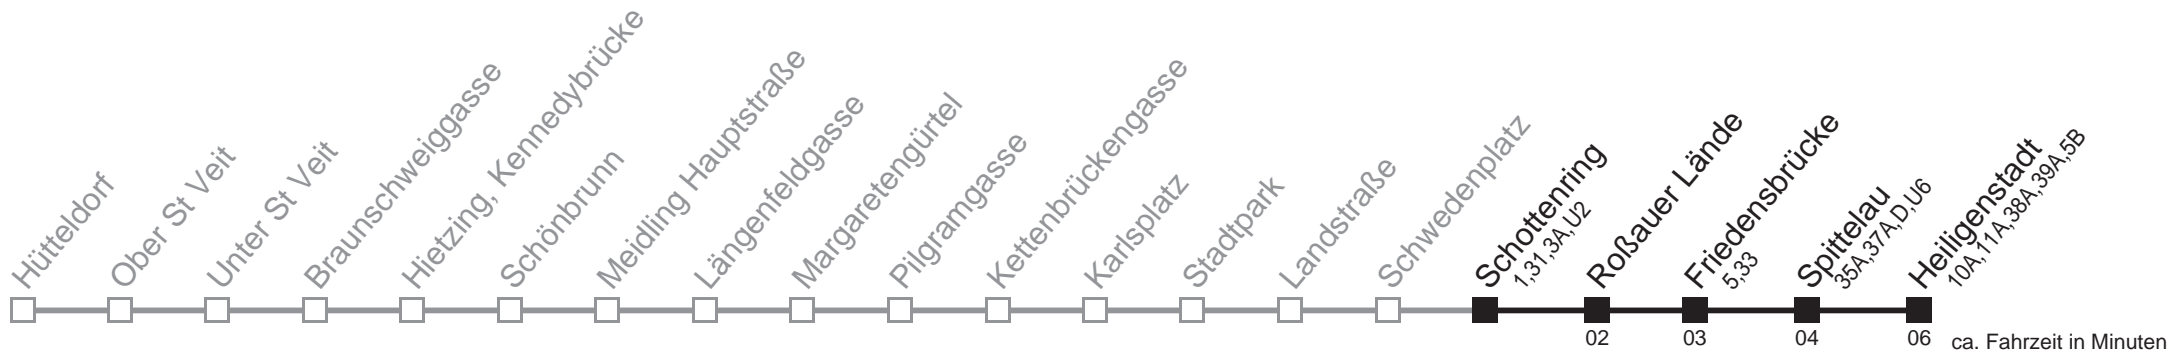 Hütteldorf
Ober St Veit
Unter St Veit
Braunschweiggasse
Hietzing, Kennedybrücke
Schönbrunn
Meidling Hauptstraße
Längenfeldgasse
Margaretengürtel
Pilgramgasse
Kettenbrückengasse
Karlsplatz
Stadtpark
Landstraße
Schwedenplatz
Schottenring
1,31,3A,U2
Roßauer Lände
Friedensbrücke
5,33
Spittelau
35A,37A,D,U6
Heiligenstadt
10A,11A,38A,39A,5B
02 03 04 06 ca. Fahrzeit in Minuten